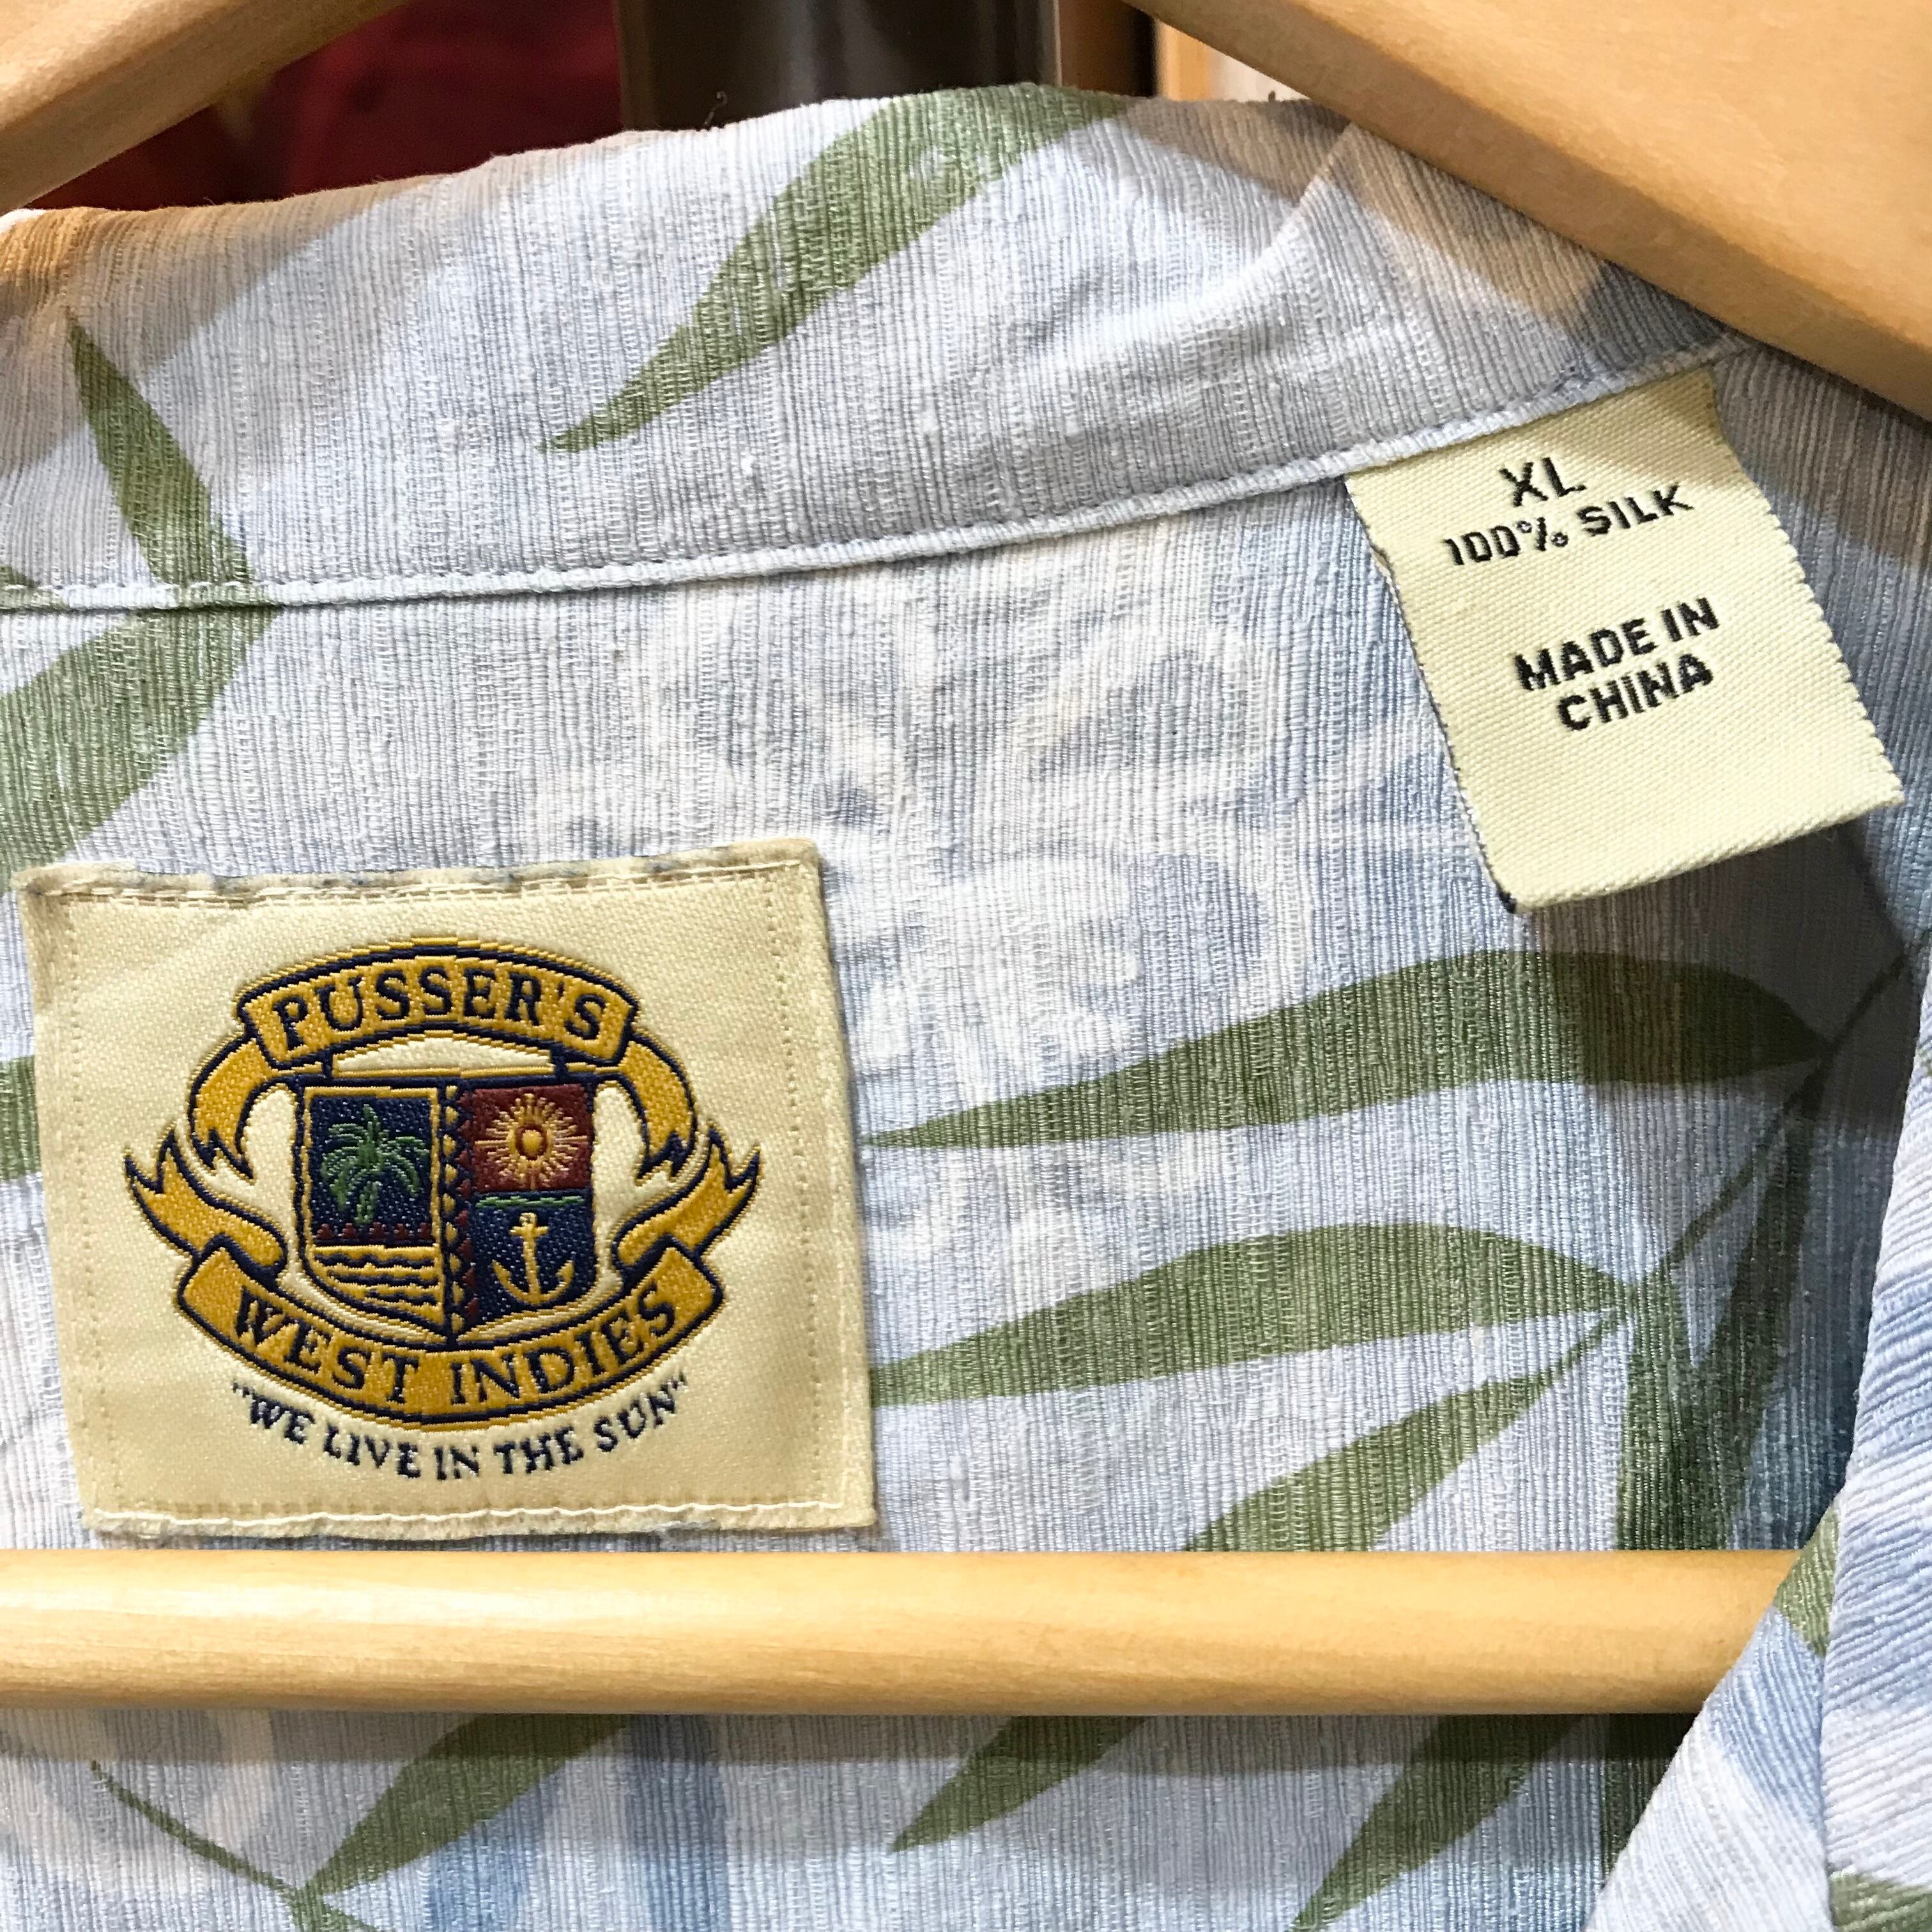 XL
100% SILK
MADE IN
CHINA
PUSSER'S
WEST INDIES
"WE LIVE IN THE SUN"